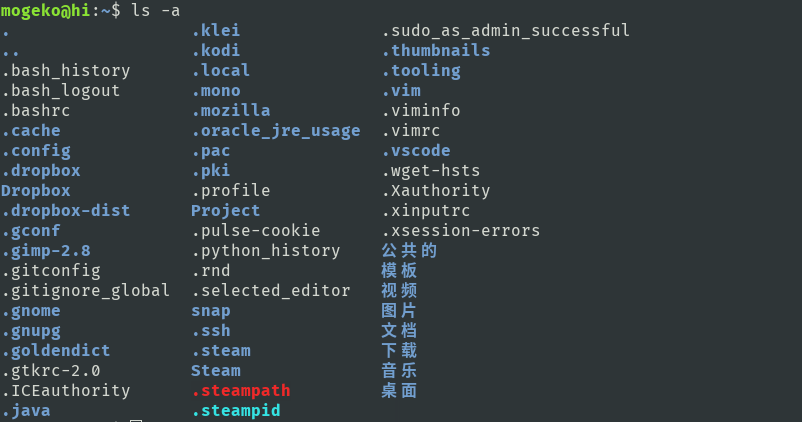 mogeko@hi:~$ ls -a
. .klei .sudo_as_admin_successful
.. .kodi .thumbnails
.bash_history .local .tooling
.bash_logout .mono .vim
.bashrc .mozilla .viminfo
.cache .oracle_jre_usage .vimrc
.config .pac .vscode
.dropbox .pki .wget-hsts
Dropbox .profile .Xauthority
.dropbox-dist Project .xinputrc
.gconf .pulse-cookie .xsession-errors
.gimp-2.8 .python_history 公共的
.gitconfig .rnd 模板
.gitignore_global .selected_editor 视频
.gnome snap 图片
.gnupg .ssh 文档
.goldendict .steam 下载
.gtkrc-2.0 Steam 音乐
.ICEauthority .steampath 桌面
.java .steampid